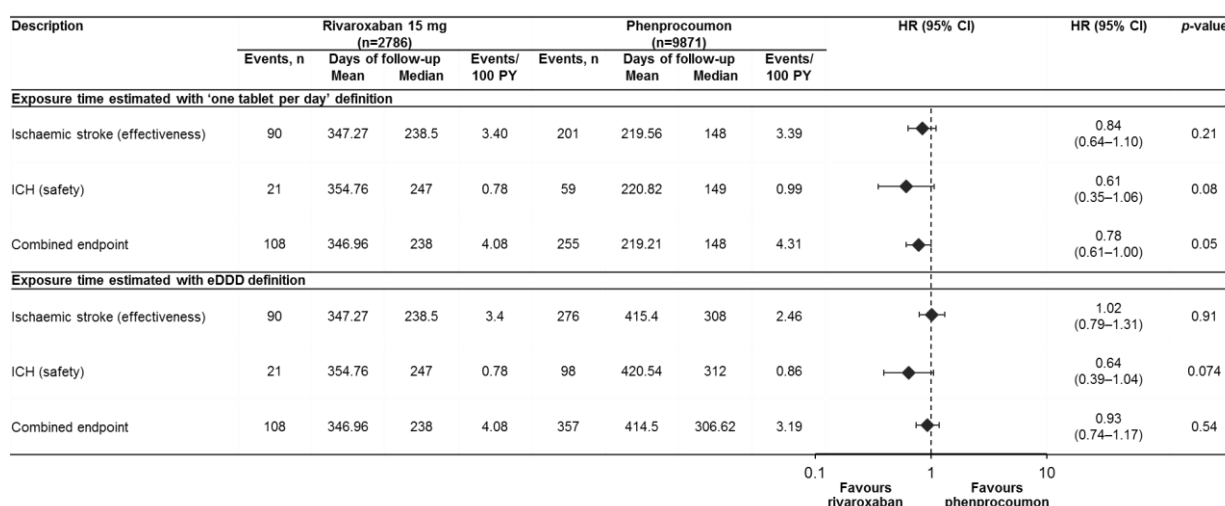 Description Rivaroxaban 15 mg Phenprocoumon HR (95% CI) HR (95% CI) p-value
(n=2786) (n=9871)
Events, n Days of follow-up Events/ Events, n Days of follow-up Events/
Mean Median 100 PY Mean Median 100 PY
Exposure time estimated with ‘one tablet per day’ definition
Ischaemic stroke (effectiveness) 90 347.27 238.5 3.40 201 219.56 148 3.39 0.84 0.21
(0.64–1.10)
ICH (safety) 21 354.76 247 0.78 59 220.82 149 0.99 0.61 0.08
(0.35–1.06)
Combined endpoint 108 346.96 238 4.08 255 219.21 148 4.31 0.78 0.05
(0.61–1.00)
Exposure time estimated with eDDD definition
Ischaemic stroke (effectiveness) 90 347.27 238.5 3.4 276 415.4 308 2.46 1.02 0.91
(0.79–1.31)
ICH (safety) 21 354.76 247 0.78 98 420.54 312 0.86 0.64 0.074
(0.39–1.04)
Combined endpoint 108 346.96 238 4.08 357 414.5 306.62 3.19 0.93 0.54
(0.74–1.17)
0.1 1 10
Favours Favours
rivaroxaban phenprocoumon